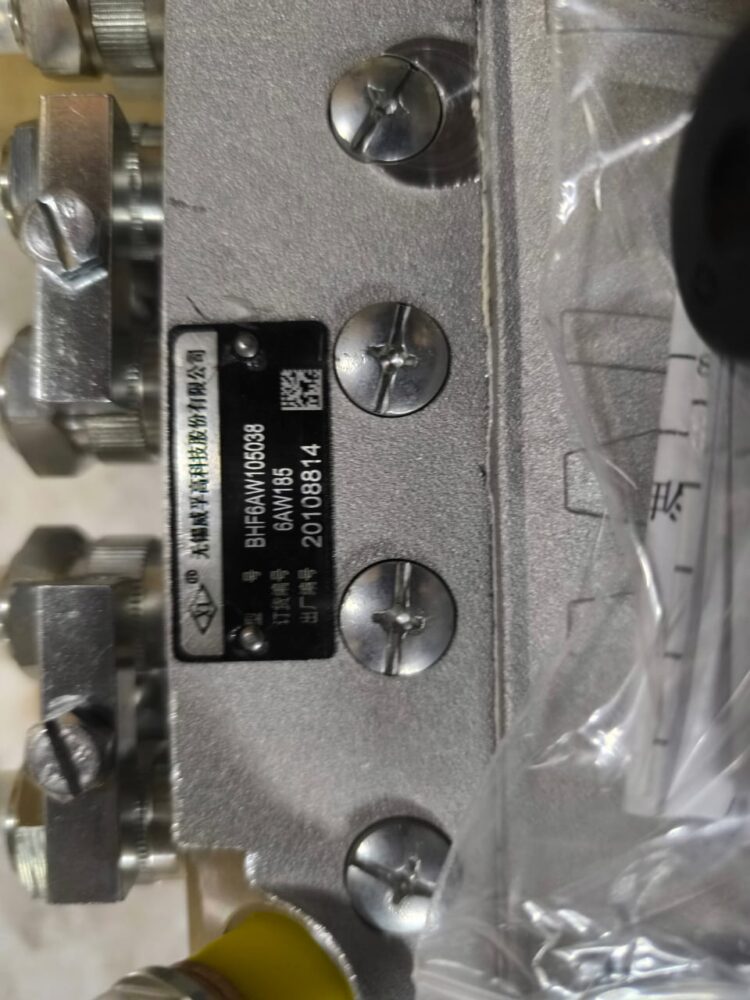 无锡威孚高科技股份有限公司
型 号 BHF6AW105038
订货编号 6AW185
出厂编号 20108814